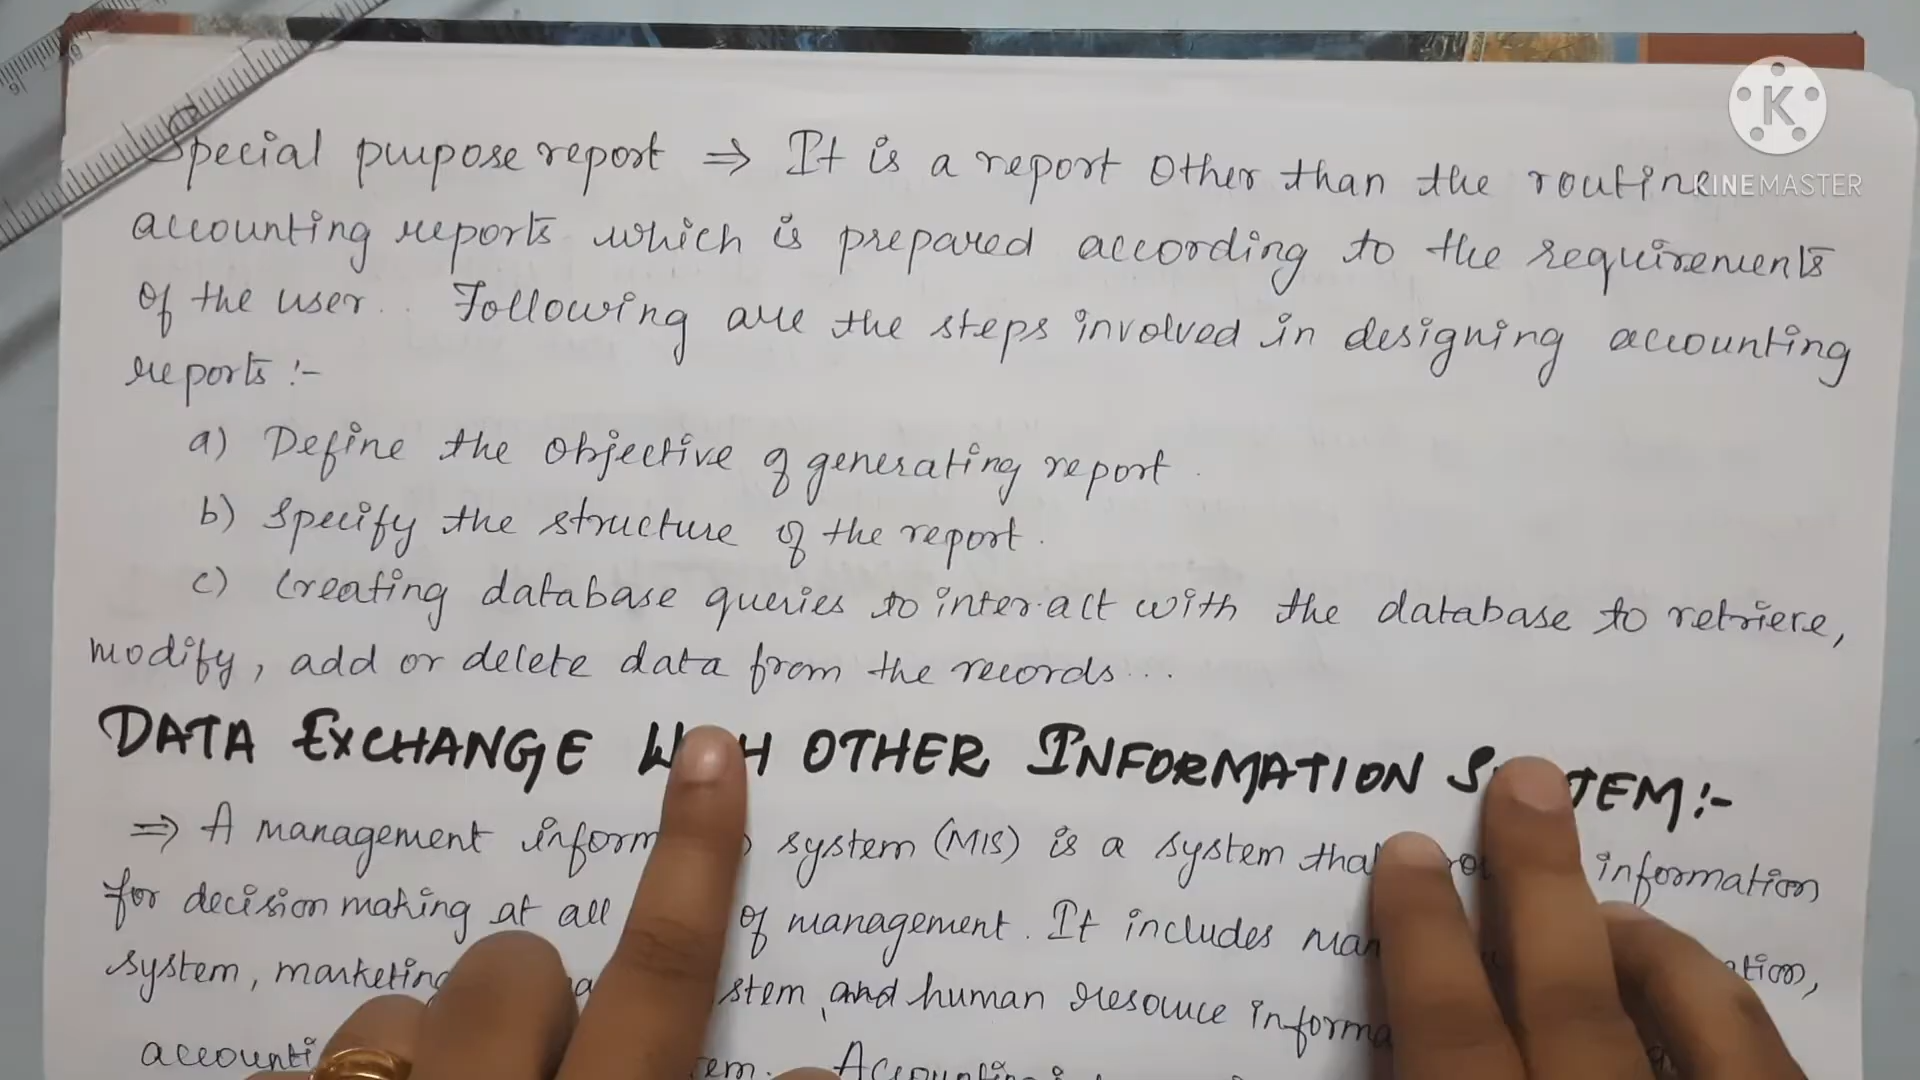 Special purpose report ⇒ It is a report other than the routine
KINEMASTER
accounting reports which is prepared according to the requirements
of the user.. Following are the steps involved in designing accounting
reports :-
a) Define the objective of generating report.
b) Specify the structure of the report.
c) Creating database queries to interact with the database to retrieve,
modify, add or delete data from the records...
DATA EXCHANGE WITH OTHER INFORMATION SYSTEM:-
⇒ A management system (MIS) is a system that information
for decision making at all of management. It includes
system, marketing and human resource